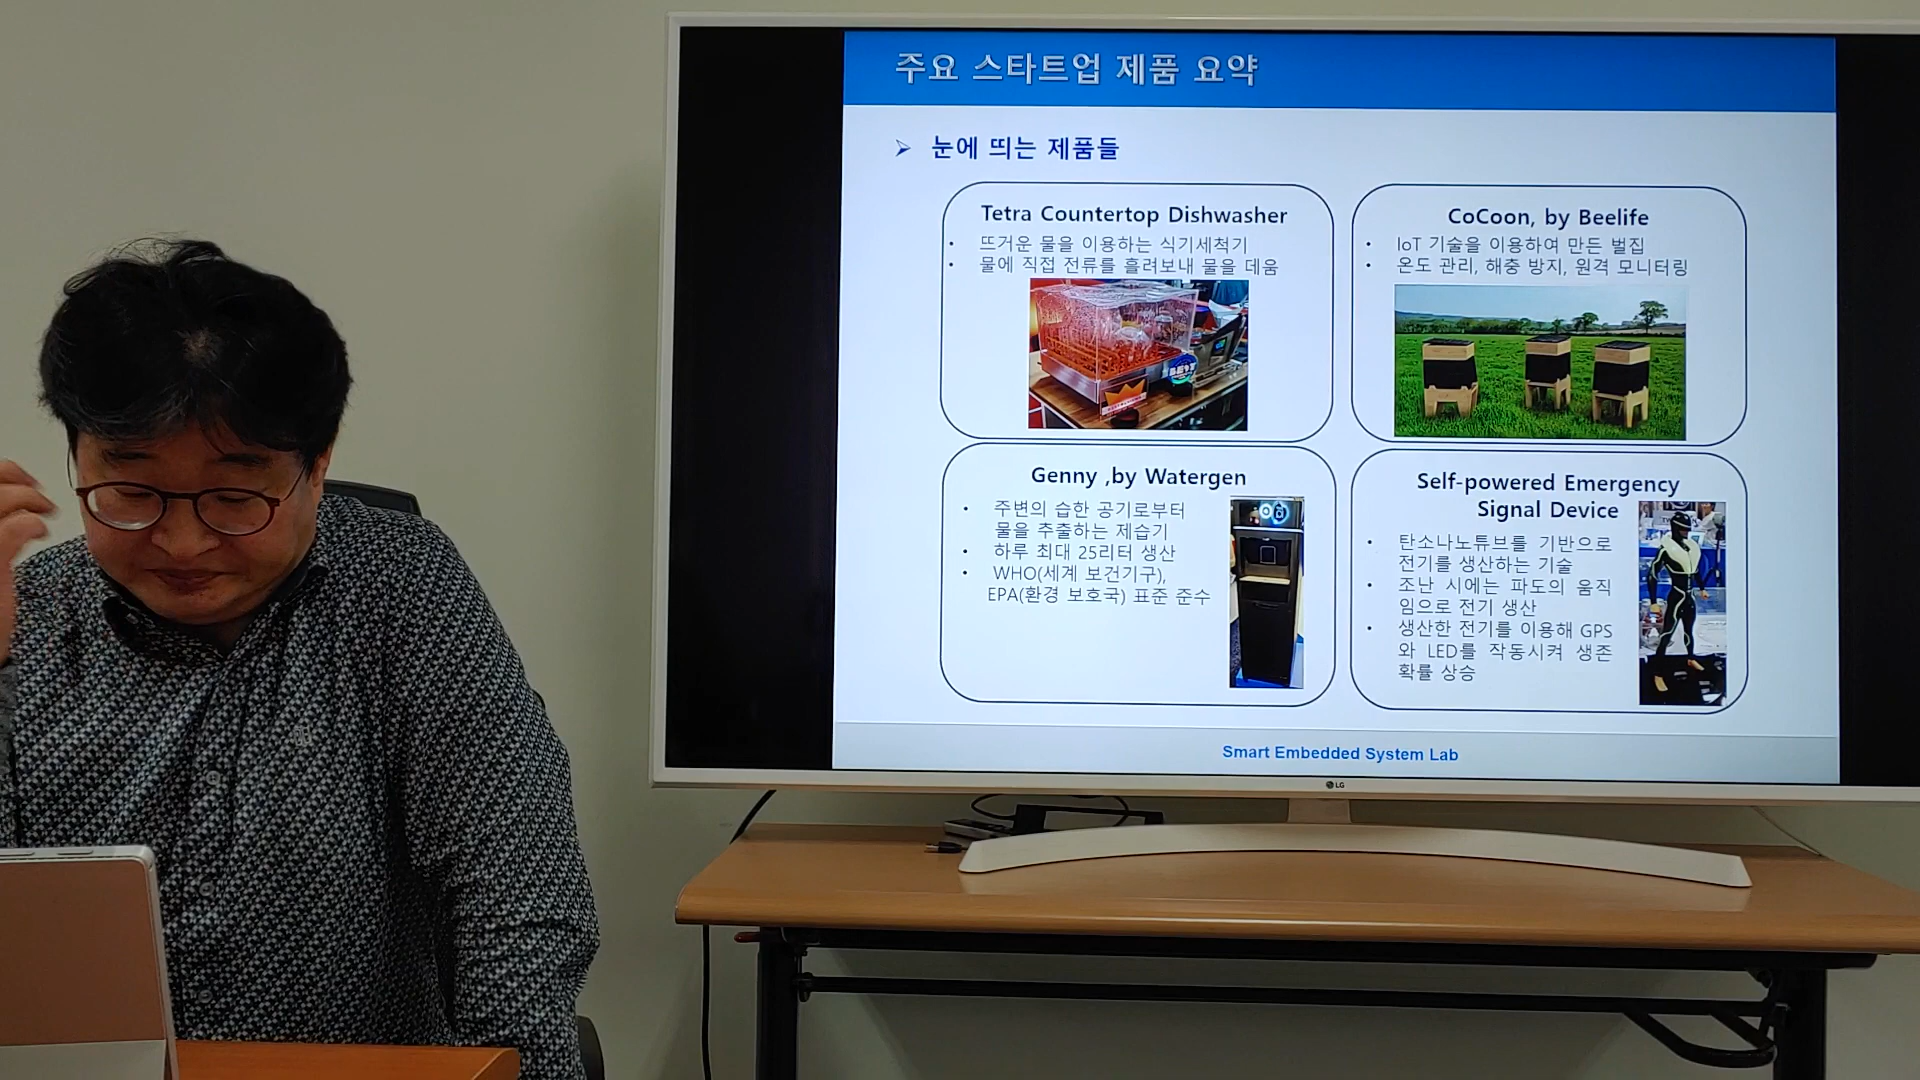 주요 스타트업 제품 요약
➢ 눈에 띄는 제품들
Tetra Countertop Dishwasher
• 뜨거운 물을 이용하는 식기세척기
• 물에 직접 전류를 흘려보내 물을 데움
CoCoon, by Beelife
• IoT 기술을 이용하여 만든 벌집
• 온도 관리, 해충 방지, 원격 모니터링
Genny ,by Watergen
• 주변의 습한 공기로부터
물을 추출하는 제습기
• 하루 최대 25리터 생산
• WHO(세계 보건기구),
EPA(환경 보호국) 표준 준수
Self-powered Emergency
Signal Device
• 탄소나노튜브를 기반으로
전기를 생산하는 기술
• 조난 시에는 파도의 움직
임으로 전기 생산
• 생산한 전기를 이용해 GPS
와 LED를 작동시켜 생존
확률 상승
Smart Embedded System Lab
LG